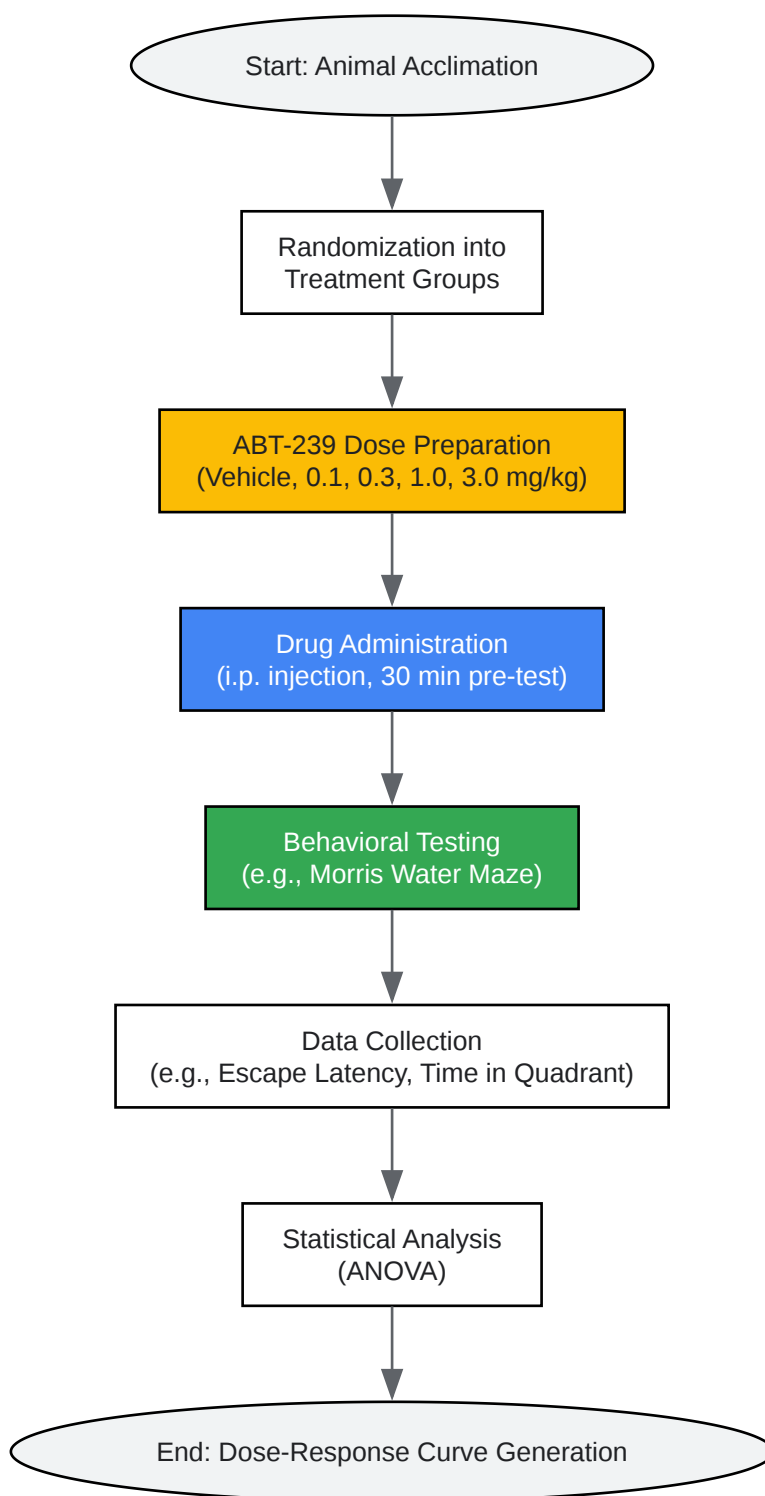 Start: Animal Acclimation
Randomization into
Treatment Groups
ABT-239 Dose Preparation
(Vehicle, 0.1, 0.3, 1.0, 3.0 mg/kg)
Drug Administration
(i.p. injection, 30 min pre-test)
Behavioral Testing
(e.g., Morris Water Maze)
Data Collection
(e.g., Escape Latency, Time in Quadrant)
Statistical Analysis
(ANOVA)
End: Dose-Response Curve Generation